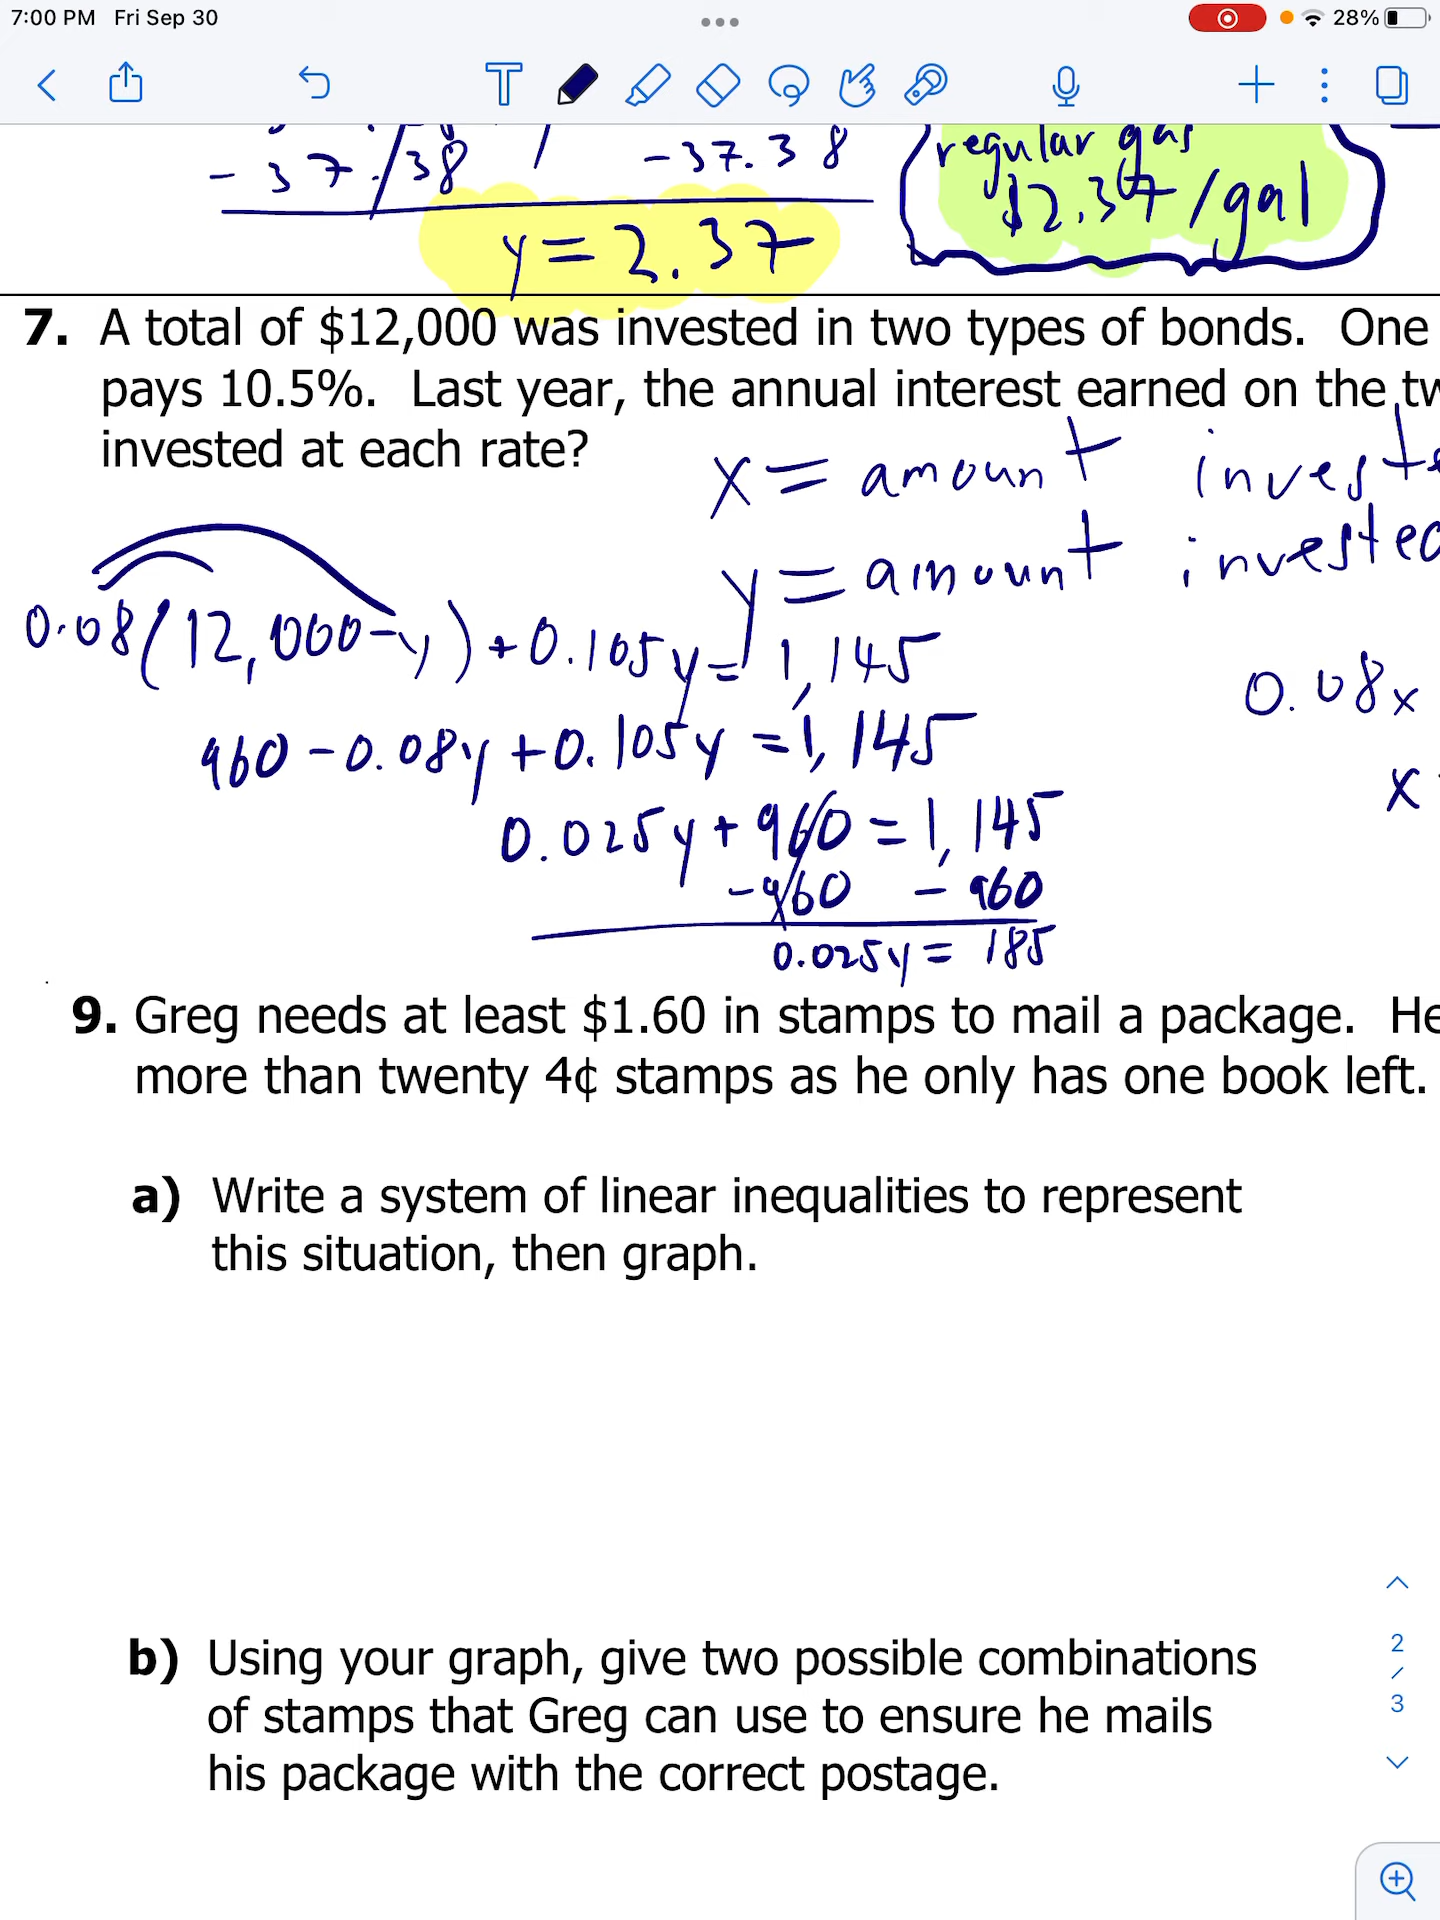 7:00 PM Fri Sep 30
28%
- 37.38 -37.38
regular gas
$2.37/gal
y = 2.37
7. A total of $12,000 was invested in two types of bonds. One
pays 10.5%. Last year, the annual interest earned on the tw
invested at each rate?
x = amount invest
y = amount invested
0.08(12,000-y)+0.105y=1,145
0.08x
960-0.08y+0.105y=1,145
x
0.025y+960=1,145
-960 -960
0.025y=185
9. Greg needs at least $1.60 in stamps to mail a package. He
more than twenty 4¢ stamps as he only has one book left.
a) Write a system of linear inequalities to represent
this situation, then graph.
b) Using your graph, give two possible combinations
of stamps that Greg can use to ensure he mails
his package with the correct postage.
2
/
3